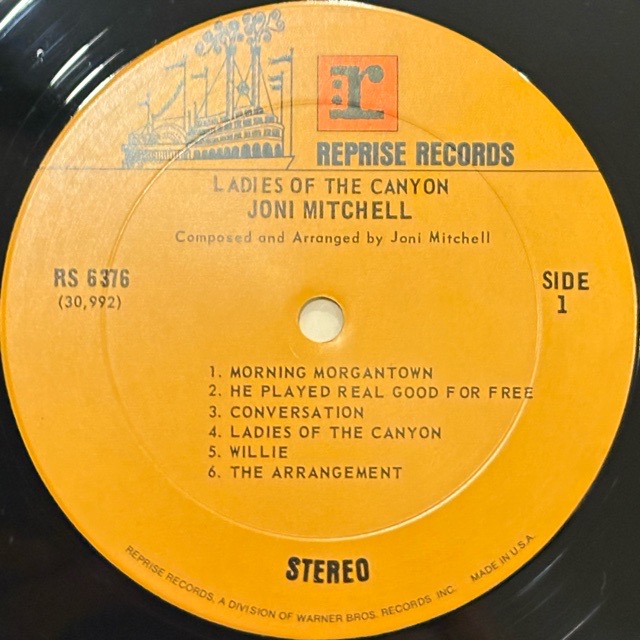 :r
REPRISE RECORDS
LADIES OF THE CANYON
JONI MITCHELL
Composed and Arranged by Joni Mitchell
RS 6376
(30,992)
SIDE
1
1. MORNING MORGANTOWN
2. HE PLAYED REAL GOOD FOR FREE
3. CONVERSATION
4. LADIES OF THE CANYON
5. WILLIE
6. THE ARRANGEMENT
STEREO
REPRISE RECORDS, A DIVISION OF WARNER BROS. RECORDS INC. MADE IN U.S.A.